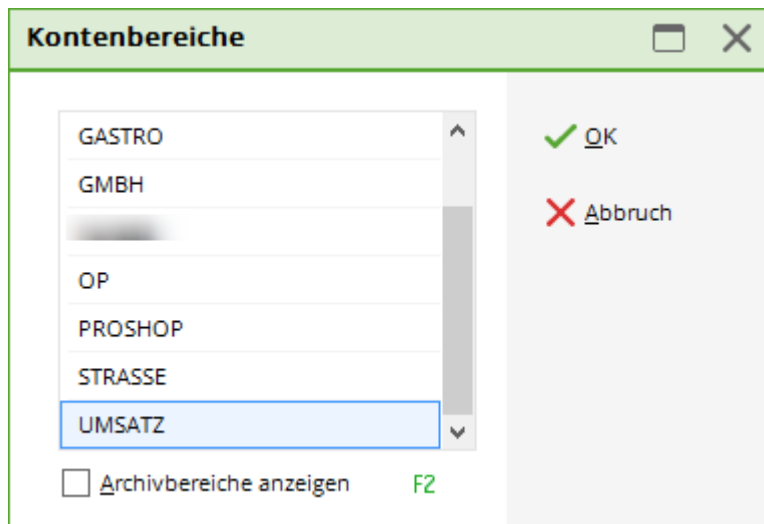 Kontenbereiche
GASTRO
OK
GMBH
Abbruch
OP
PROSHOP
STRASSE
UMSATZ
Archivbereiche anzeigen F2